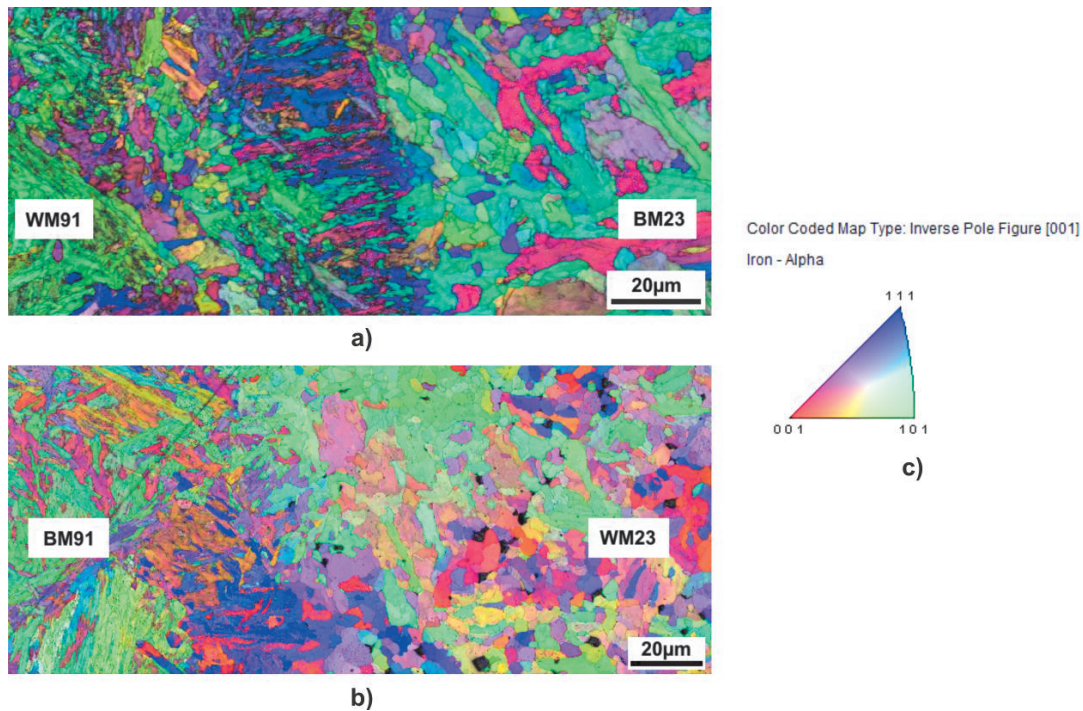 WM91
BM23
20µm
a)
BM91
WM23
20µm
b)
Color Coded Map Type: Inverse Pole Figure [001]
Iron - Alpha
1 1 1
0 0 1
1 0 1
c)